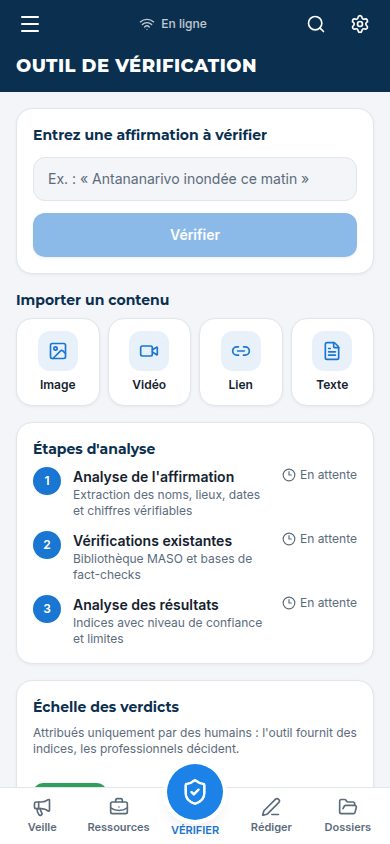 En ligne
OUTIL DE VÉRIFICATION
Entrez une affirmation à vérifier
Ex. : « Antananarivo inondée ce matin »
Vérifier
Importer un contenu
Image
Vidéo
Lien
Texte
Étapes d'analyse
1
Analyse de l'affirmation
En attente
Extraction des noms, lieux, dates
et chiffres vérifiables
2
Vérifications existantes
En attente
Bibliothèque MASO et bases de
fact-checks
3
Analyse des résultats
En attente
Indices avec niveau de confiance
et limites
Échelle des verdicts
Attribués uniquement par des humains : l'outil fournit des
indices, les professionnels décident.
Veille
Ressources
VÉRIFIER
Rédiger
Dossiers